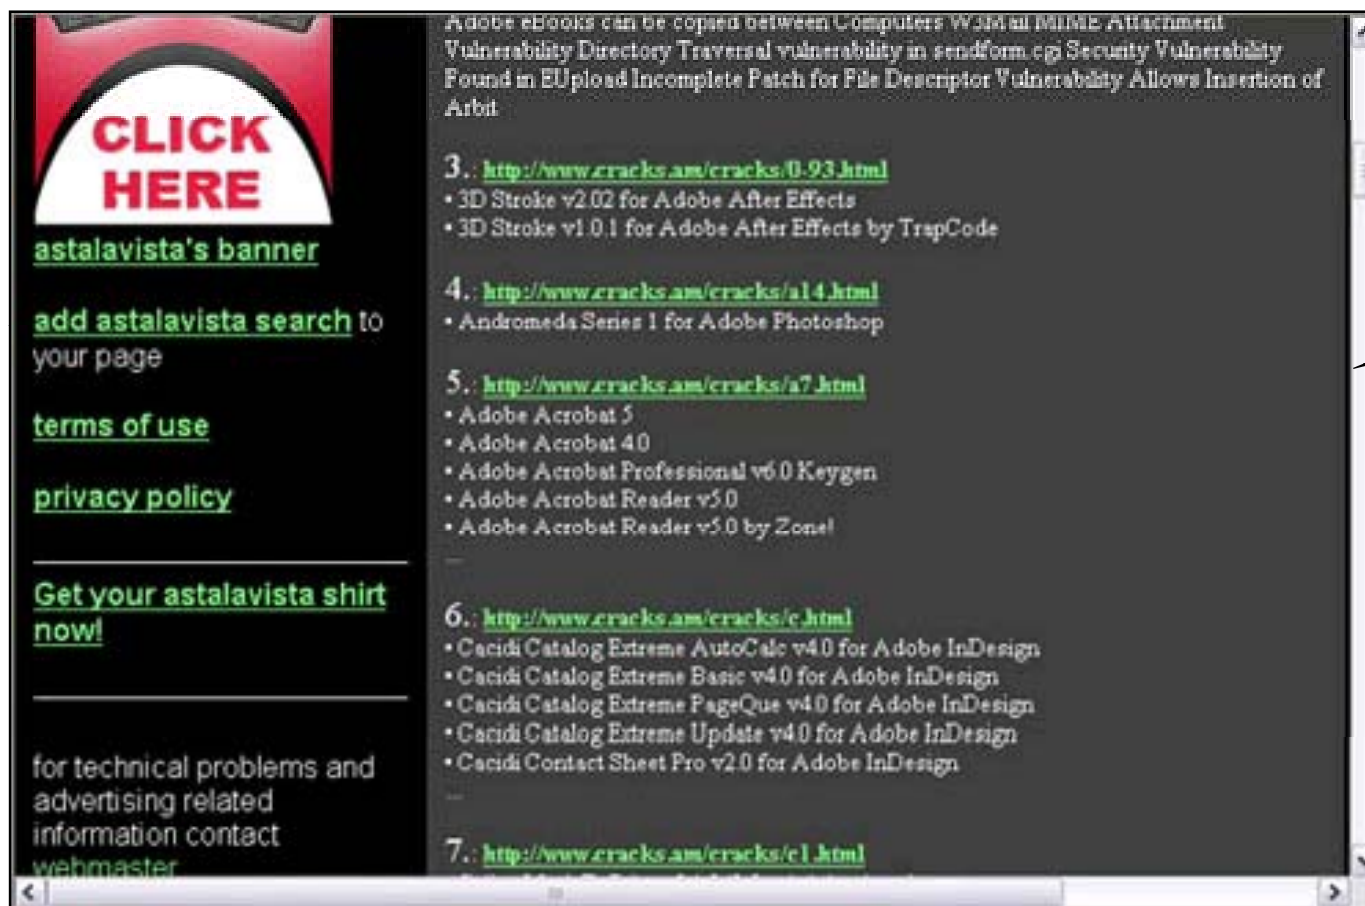 CLICK
HERE
astalavista's banner
add astalavista search to
your page
terms of use
privacy policy
Get your astalavista shirt
now!
for technical problems and
advertising related
information contact
webmaster
Adobe eBooks can be copied between Computers W3Mail MIME Attachment
Vulnerability Directory Traversal vulnerability in sendform.cgi Security Vulnerability
Found in EUpload Incomplete Patch for File Descriptor Vulnerability Allows Insertion of
Arbit
3.: http://www.cracks.am/cracks/0-93.html
• 3D Stroke v2.02 for Adobe After Effects
• 3D Stroke v1.0.1 for Adobe After Effects by TrapCode
4.: http://www.cracks.am/cracks/a14.html
• Andromeda Series 1 for Adobe Photoshop
5.: http://www.cracks.am/cracks/a7.html
• Adobe Acrobat 5
• Adobe Acrobat 4.0
• Adobe Acrobat Professional v6.0 Keygen
• Adobe Acrobat Reader v5.0
• Adobe Acrobat Reader v5.0 by Zone!
...
6.: http://www.cracks.am/cracks/c.html
• Cacidi Catalog Extreme AutoCalc v4.0 for Adobe InDesign
• Cacidi Catalog Extreme Basic v4.0 for Adobe InDesign
• Cacidi Catalog Extreme PageQue v4.0 for Adobe InDesign
• Cacidi Catalog Extreme Update v4.0 for Adobe InDesign
• Cacidi Contact Sheet Pro v2.0 for Adobe InDesign
...
7.: http://www.cracks.am/cracks/c1.html